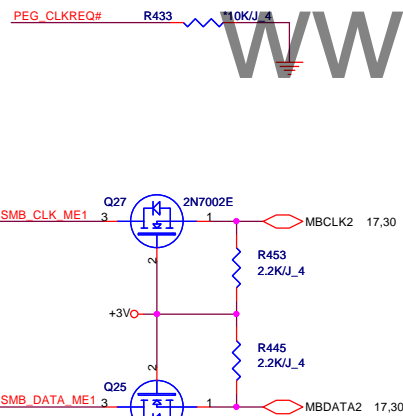 PEG_CLKREQ# R433 *10K/J_4
WW
Q27 2N7002E
SMB_CLK_ME1 3 1 MBCLK2 17,30
2
R453
2.2K/J_4
+3V
R445
2.2K/J_4
2
Q25
SMB_DATA_ME1 3 1 MBDATA2 17,30